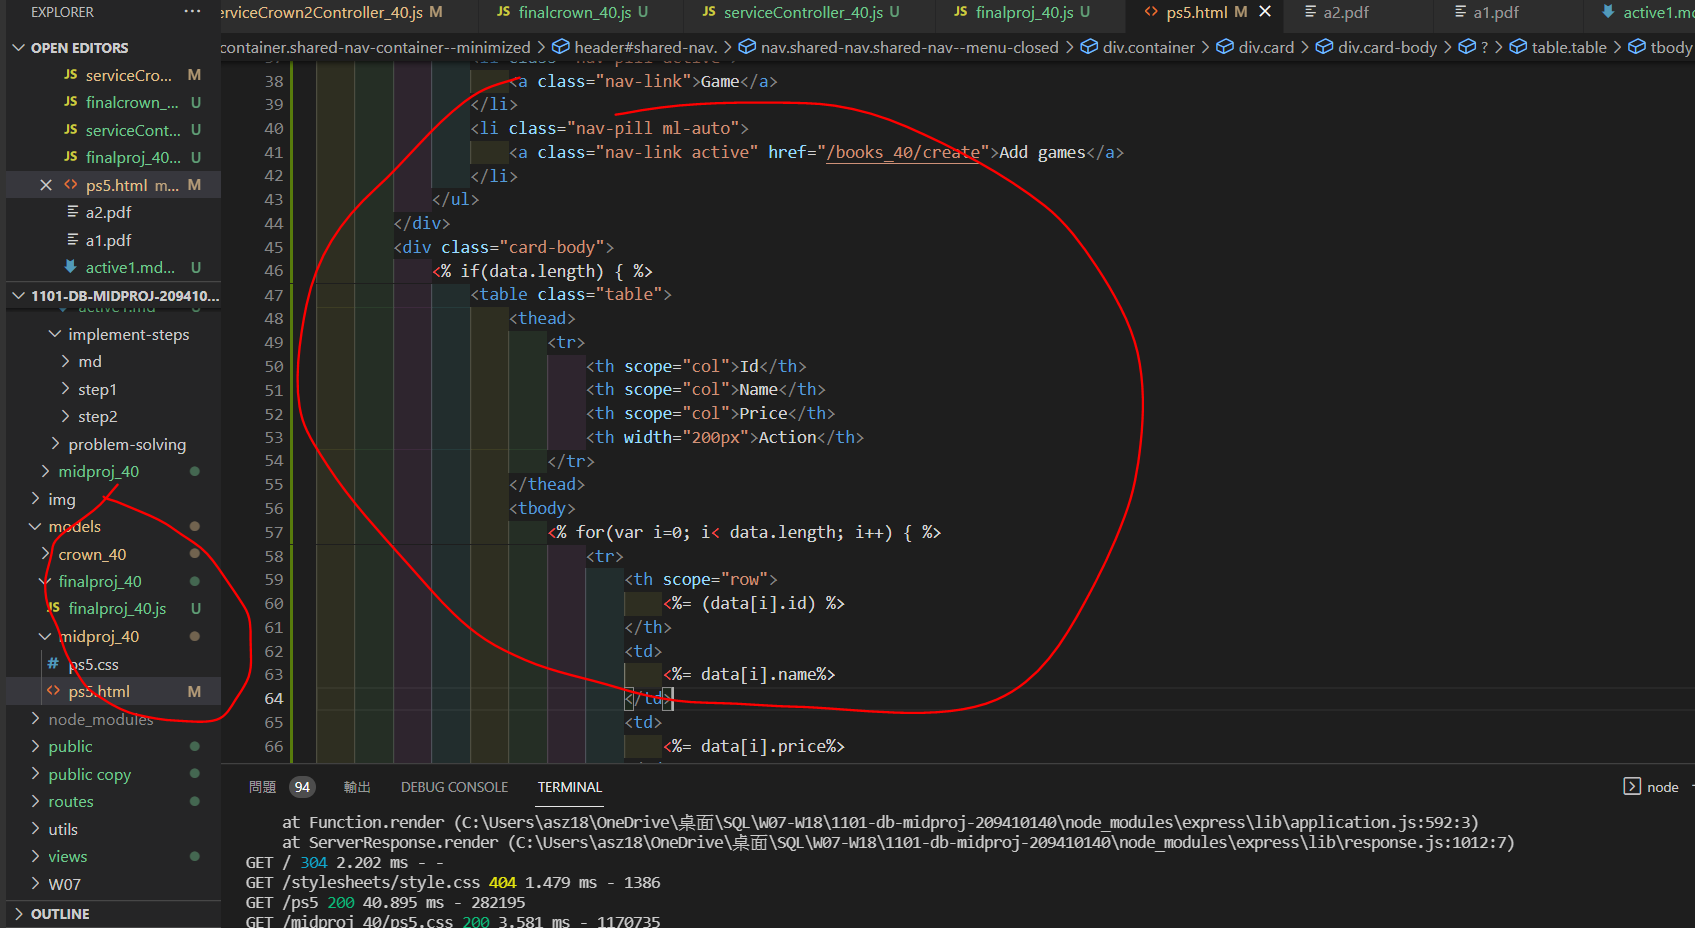 EXPLORER
···
OPEN EDITORS
JS serviceCro... M
JS finalcrown_... U
JS serviceCont... U
JS finalproj_40... U
ps5.html m... M
a2.pdf
a1.pdf
active1.md... U
1101-DB-MIDPROJ-209410...
active1.md U
implement-steps
md
step1
step2
problem-solving
midproj_40
img
models
crown_40
finalproj_40
JS finalproj_40.js U
midproj_40
# ps5.css
<> ps5.html M
node_modules
public
public copy
routes
utils
views
W07
OUTLINE
erviceCrown2Controller_40.js M
JS finalcrown_40.js U
JS serviceController_40.js U
JS finalproj_40.js U
<> ps5.html M
a2.pdf
a1.pdf
active1.md
container.shared-nav-container--minimized > header#shared-nav. > nav.shared-nav.shared-nav--menu-closed > div.container > div.card > div.card-body > ? > table.table > tbody
38 <a class="nav-link">Game</a>
39 </li>
40 <li class="nav-pill ml-auto">
41 <a class="nav-link active" href="/books_40/create">Add games</a>
42 </li>
43 </ul>
44 </div>
45 <div class="card-body">
46 <% if(data.length) { %>
47 <table class="table">
48 <thead>
49 <tr>
50 <th scope="col">Id</th>
51 <th scope="col">Name</th>
52 <th scope="col">Price</th>
53 <th width="200px">Action</th>
54 </tr>
55 </thead>
56 <tbody>
57 <% for(var i=0; i< data.length; i++) { %>
58 <tr>
59 <th scope="row">
60 <%= (data[i].id) %>
61 </th>
62 <td>
63 <%= data[i].name%>
64 </td>
65 <td>
66 <%= data[i].price%>
問題 94
輸出
DEBUG CONSOLE
TERMINAL
node
at Function.render (C:\Users\asz18\OneDrive\桌面\SQL\W07-W18\1101-db-midproj-209410140\node_modules\express\lib\application.js:592:3)
at ServerResponse.render (C:\Users\asz18\OneDrive\桌面\SQL\W07-W18\1101-db-midproj-209410140\node_modules\express\lib\response.js:1012:7)
GET / 304 2.202 ms - -
GET /stylesheets/style.css 404 1.479 ms - 1386
GET /ps5 200 40.895 ms - 282195
GET /midproj_40/ps5.css 200 3.581 ms - 1170735